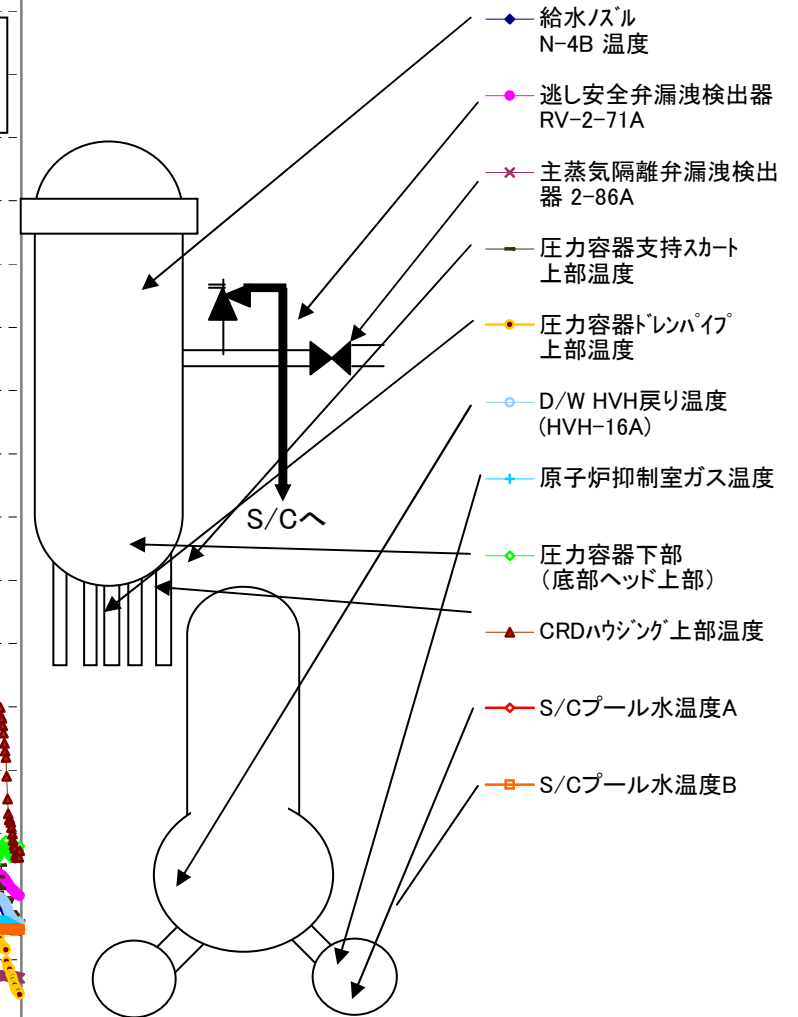 給水ノズル
N-4B 温度
逃し安全弁漏洩検出器
RV-2-71A
主蒸気隔離弁漏洩検出
器 2-86A
圧力容器支持スカート
上部温度
圧力容器ドレンパイプ
上部温度
D/W HVH戻り温度
(HVH-16A)
原子炉抑制室ガス温度
S/Cへ
圧力容器下部
(底部ヘッド上部)
CRDハウジング上部温度
S/Cプール水温度A
S/Cプール水温度B